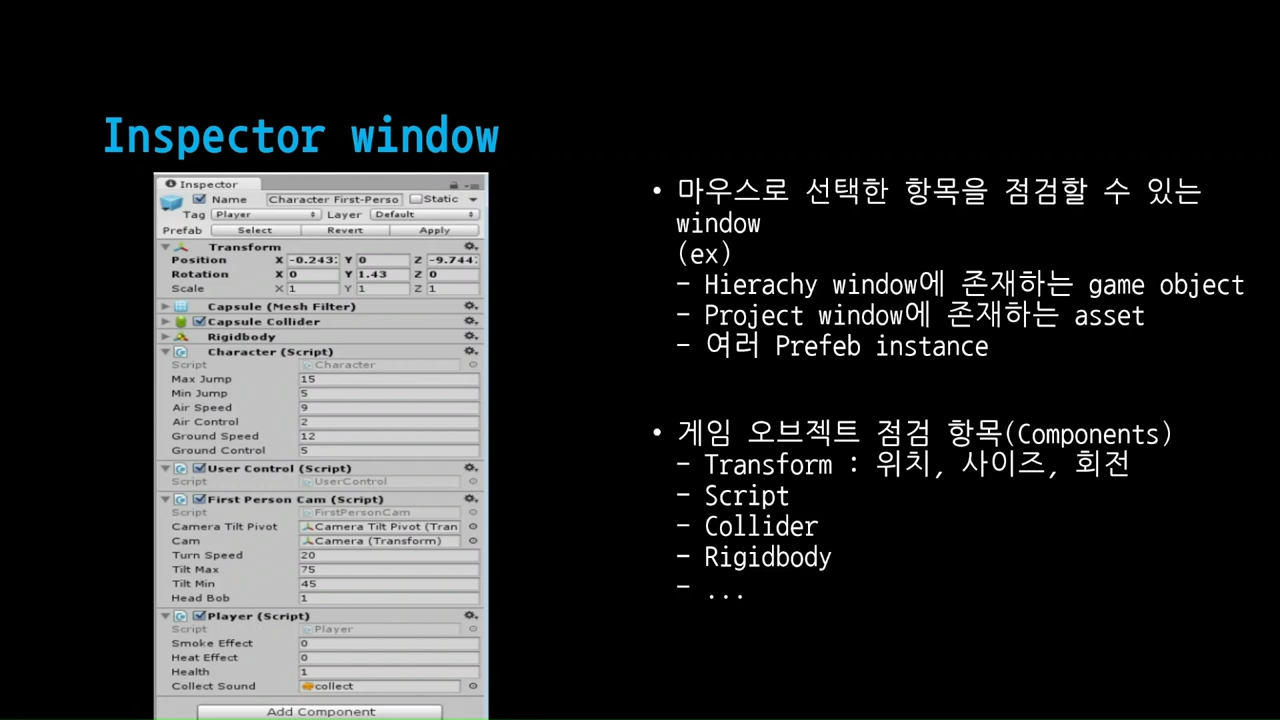 Inspector window
Inspector
Name Character First-Perso Static
Tag Player Layer Default
Prefab Select Revert Apply
Transform
Position X -0.243 Y 0 Z -9.744
Rotation X 0 Y 1.43 Z 0
Scale X 1 Y 1 Z 1
Capsule (Mesh Filter)
Capsule Collider
Rigidbody
Character (Script)
Script Character
Max Jump 15
Min Jump 5
Air Speed 9
Air Control 2
Ground Speed 12
Ground Control 5
User Control (Script)
Script UserControl
First Person Cam (Script)
Script FirstPersonCam
Camera Tilt Pivot Camera Tilt Pivot (Tran
Cam Camera (Transform)
Turn Speed 20
Tilt Max 75
Tilt Min 45
Head Bob 1
Player (Script)
Script Player
Smoke Effect 0
Heat Effect 0
Health 1
Collect Sound collect
Add Component
• 마우스로 선택한 항목을 점검할 수 있는
window
(ex)
- Hierachy window에 존재하는 game object
- Project window에 존재하는 asset
- 여러 Prefeb instance
• 게임 오브젝트 점검 항목(Components)
- Transform : 위치, 사이즈, 회전
- Script
- Collider
- Rigidbody
- ...